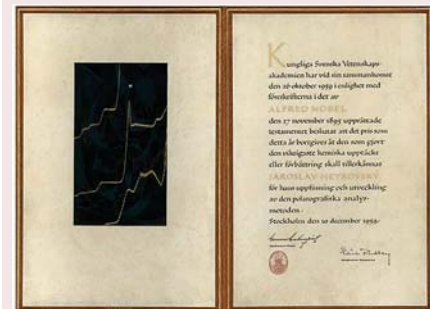 Kungliga Svenska Vetenskaps-
akademien har vid sin sammankomst
den 26 oktober 1959 i enlighet med
föreskrifterna i det av
ALFRED NOBEL
den 27 november 1895 upprättade
testamentet beslutat att det pris som
detta år bortgives åt den som gjort
den viktigaste kemiska upptäckt
eller förbättring skall tillerkännas
JAROSLAV HEYROVSKÝ
för hans uppfinning och utveckling
av den polarografiska analys-
metoden.
Stockholm den 10 december 1959.